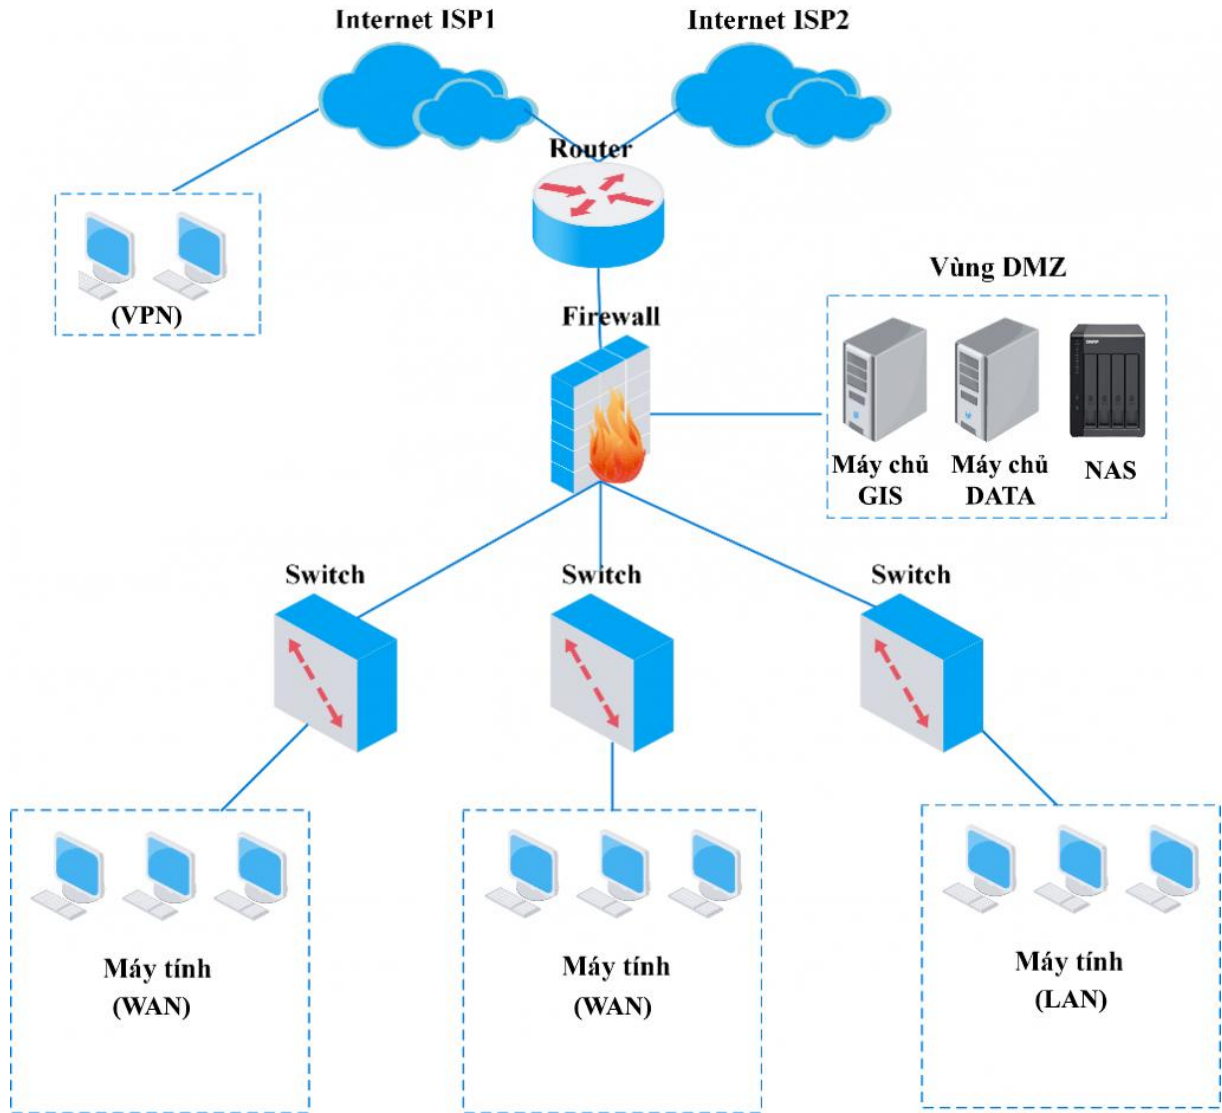 Internet ISP1
Internet ISP2
Router
(VPN)
Vùng DMZ
Firewall
Máy chủ
GIS
Máy chủ
DATA
NAS
Switch
Switch
Switch
Máy tính
(WAN)
Máy tính
(WAN)
Máy tính
(LAN)